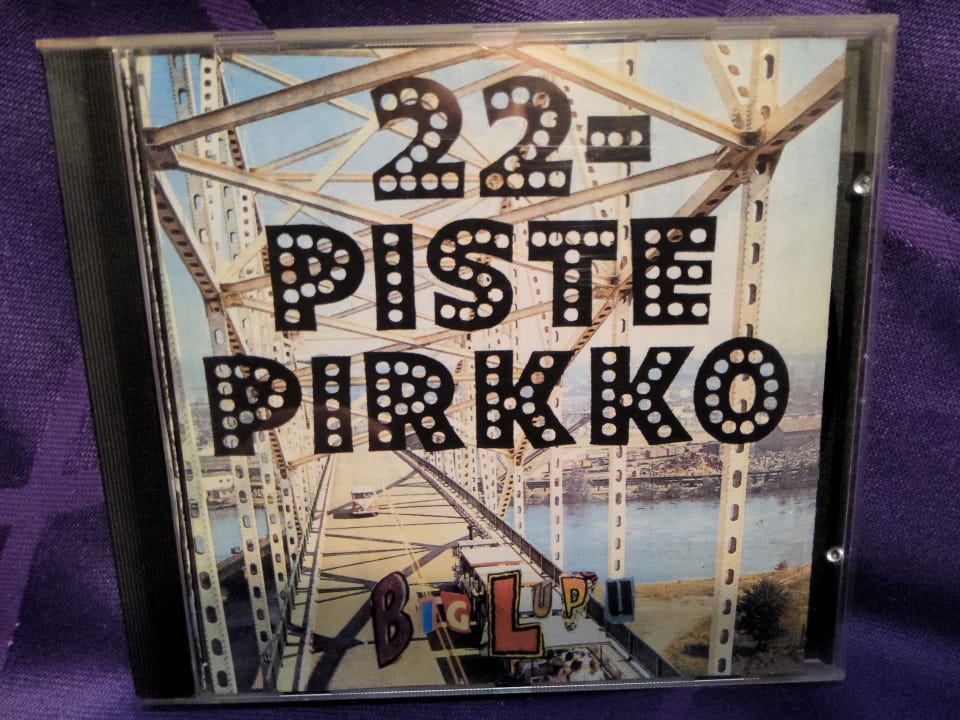 22-
PISTE
PIRKKO
BIG LUPU